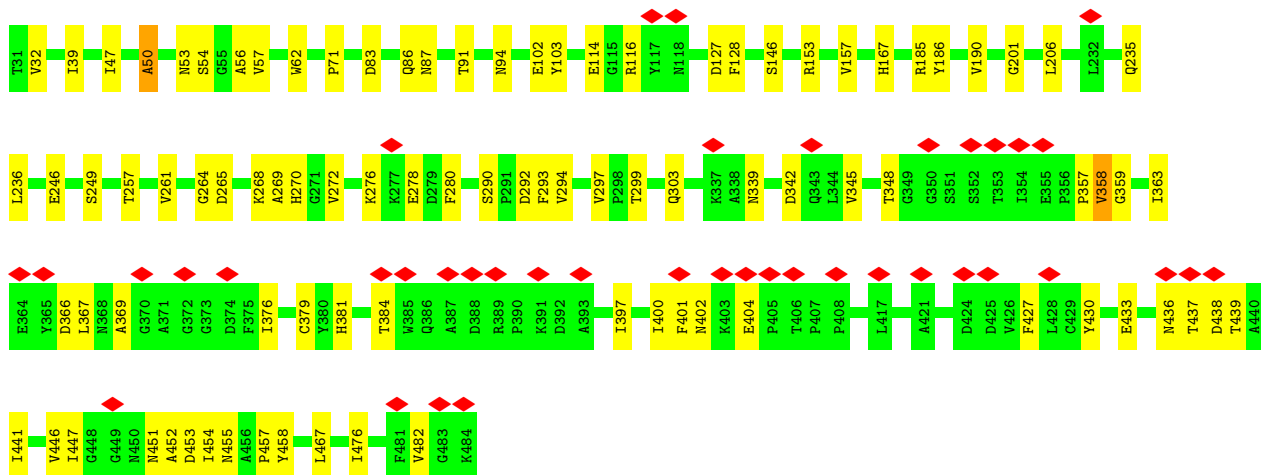 T31 V32 I39 I47 A50 N53 S54 G55 A56 V57 W62 P71 D83 Q86 N87 T91 N94 E102 Y103 E114 G115 R116 Y117 N118 D127 F128 S146 R153 V157 H167 R185 Y186 V190 G201 L206 L232 Q235
L236 E246 S249 T257 V261 G264 D265 K268 A269 H270 G271 V272 K276 K277 E278 D279 F280 S290 P291 D292 F293 V294 V297 P298 T299 Q303 K337 A338 N339 D342 Q343 L344 V345 T348 G349 G350 S351 S352 T353 I354 E355 P356 P357 V358 G359 I363
E364 Y365 D366 L367 N368 A369 G370 A371 G372 G373 D374 F375 I376 C379 Y380 H381 T384 W385 Q386 A387 D388 R389 P390 K391 D392 A393 I397 I400 F401 N402 K403 E404 P405 T406 P407 P408 L417 A421 D424 D425 V426 F427 L428 C429 Y430 E433 N436 T437 D438 T439 A440
I441 V446 I447 G448 G449 N450 N451 A452 D453 I454 N455 A456 P457 Y458 L467 I476 F481 V482 G483 K484